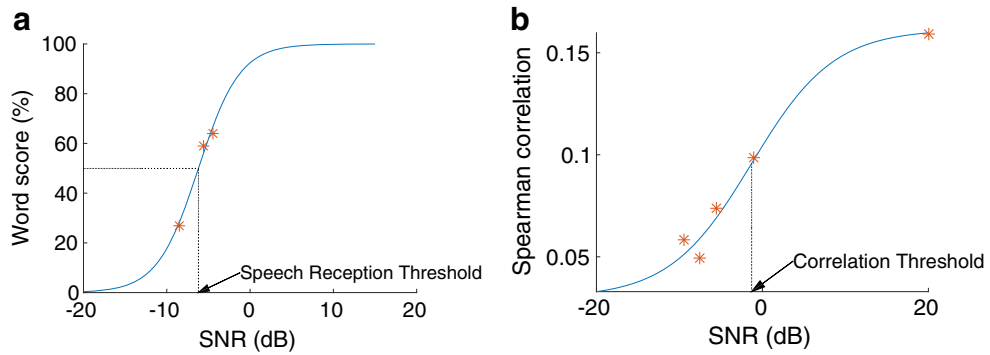 a
Word score (%)
100
80
60
40
20
0
Speech Reception Threshold
-20
-10
0
10
20
SNR (dB)
b
Spearman correlation
0.15
0.1
0.05
Correlation Threshold
-20
0
20
SNR (dB)